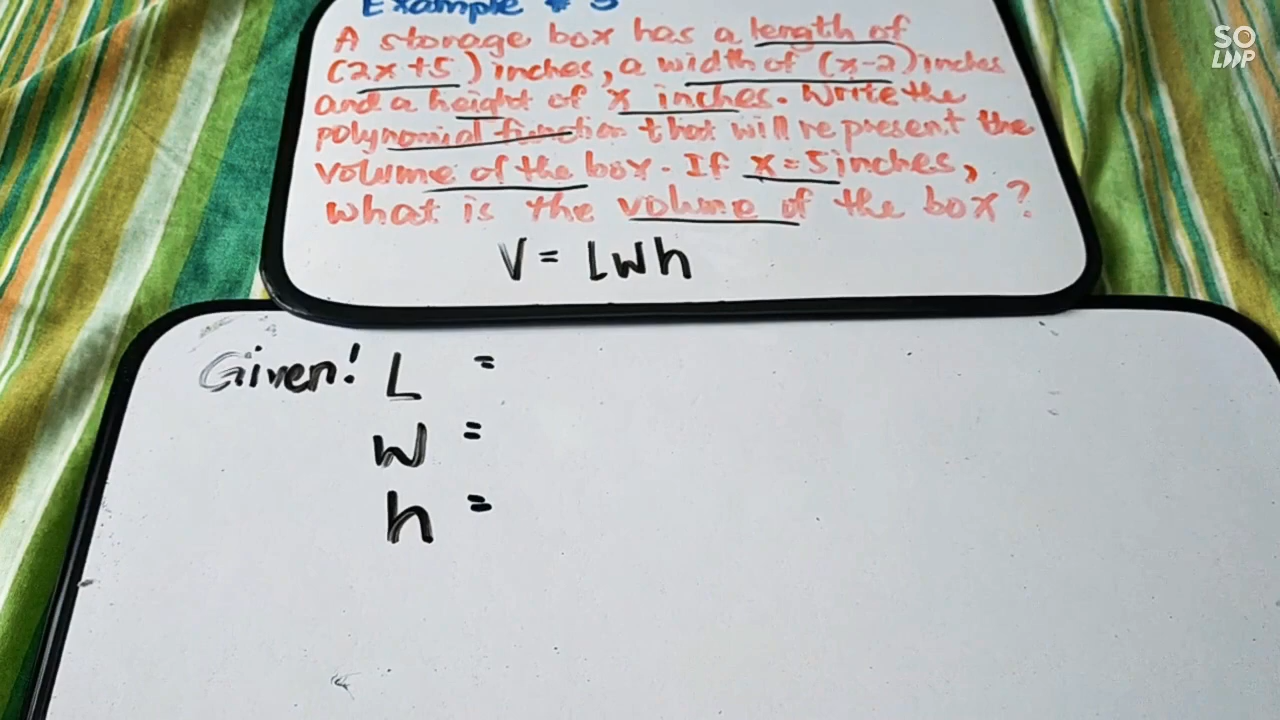 Example # 3
A storage box has a length of
(2x+5) inches, a width of (x-2) inches
and a height of x inches. Write the
polynomial function that will represent the
volume of the box. If x=5 inches,
what is the volume of the box?
V = LWh
Given! L =
W =
h =
SO
LOOP